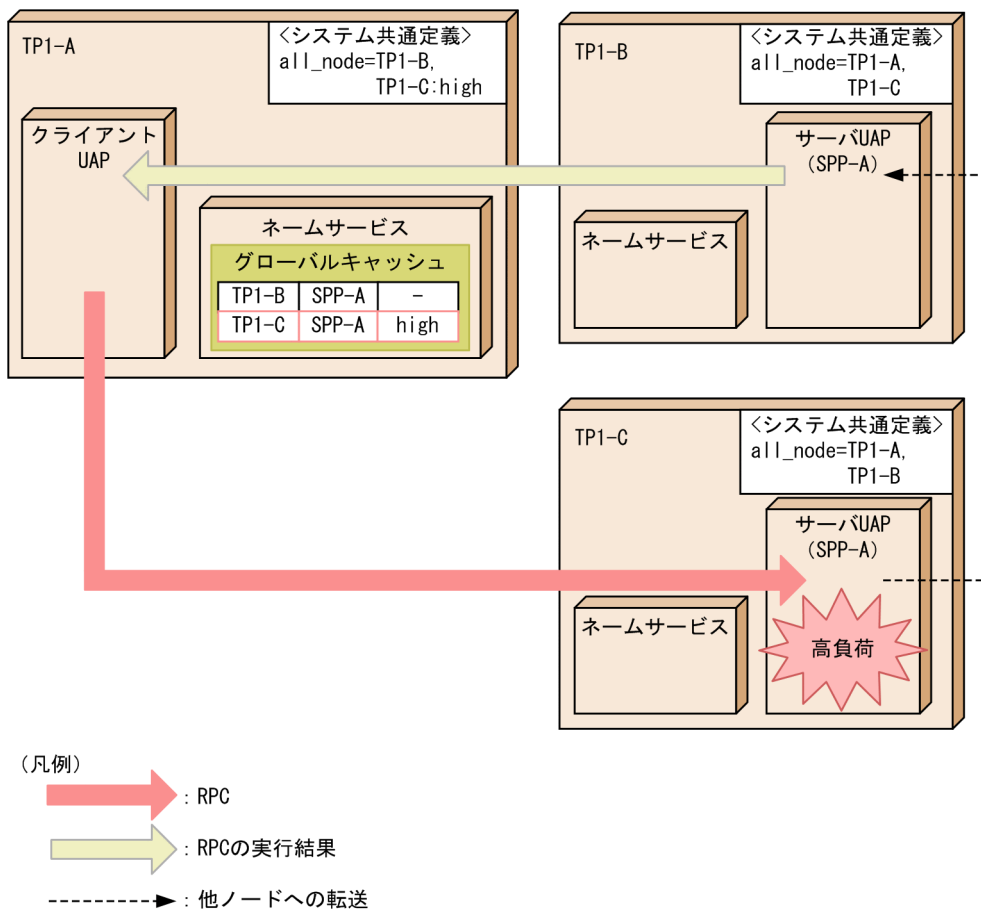 TP1-A
<システム共通定義>
all_node=TP1-B,
TP1-C:high
クライアント
UAP
ネームサービス
グローバルキャッシュ
TP1-B SPP-A -
TP1-C SPP-A high
TP1-B
<システム共通定義>
all_node=TP1-A,
TP1-C
サーバUAP
(SPP-A)
ネームサービス
TP1-C
<システム共通定義>
all_node=TP1-A,
TP1-B
サーバUAP
(SPP-A)
ネームサービス
高負荷
(凡例)
: RPC
: RPCの実行結果
: 他ノードへの転送